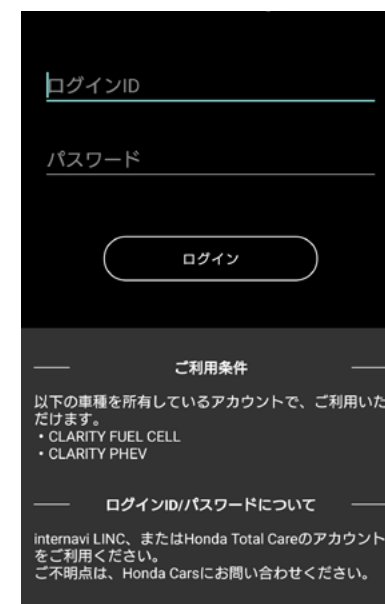 ログインID
パスワード
ログイン
ご利用条件
以下の車種を所有しているアカウントで、ご利用いた
だけます。
・CLARITY FUEL CELL
・CLARITY PHEV
ログインID/パスワードについて
internavi LINC、またはHonda Total Careのアカウント
をご利用ください。
ご不明点は、Honda Carsにお問い合わせください。